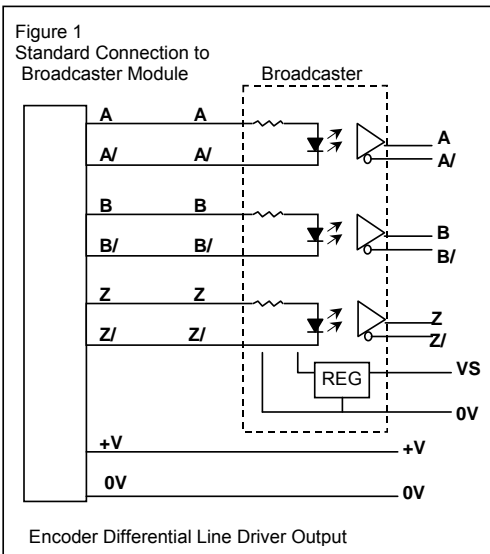 Figure 1
Standard Connection to
Broadcaster Module
Broadcaster
A A
A
A/ A/
A/
B B
B
B/ B/
B/
Z Z
Z
Z/ Z/
Z/
VS
REG
0V
+V +V
0V 0V
Encoder Differential Line Driver Output